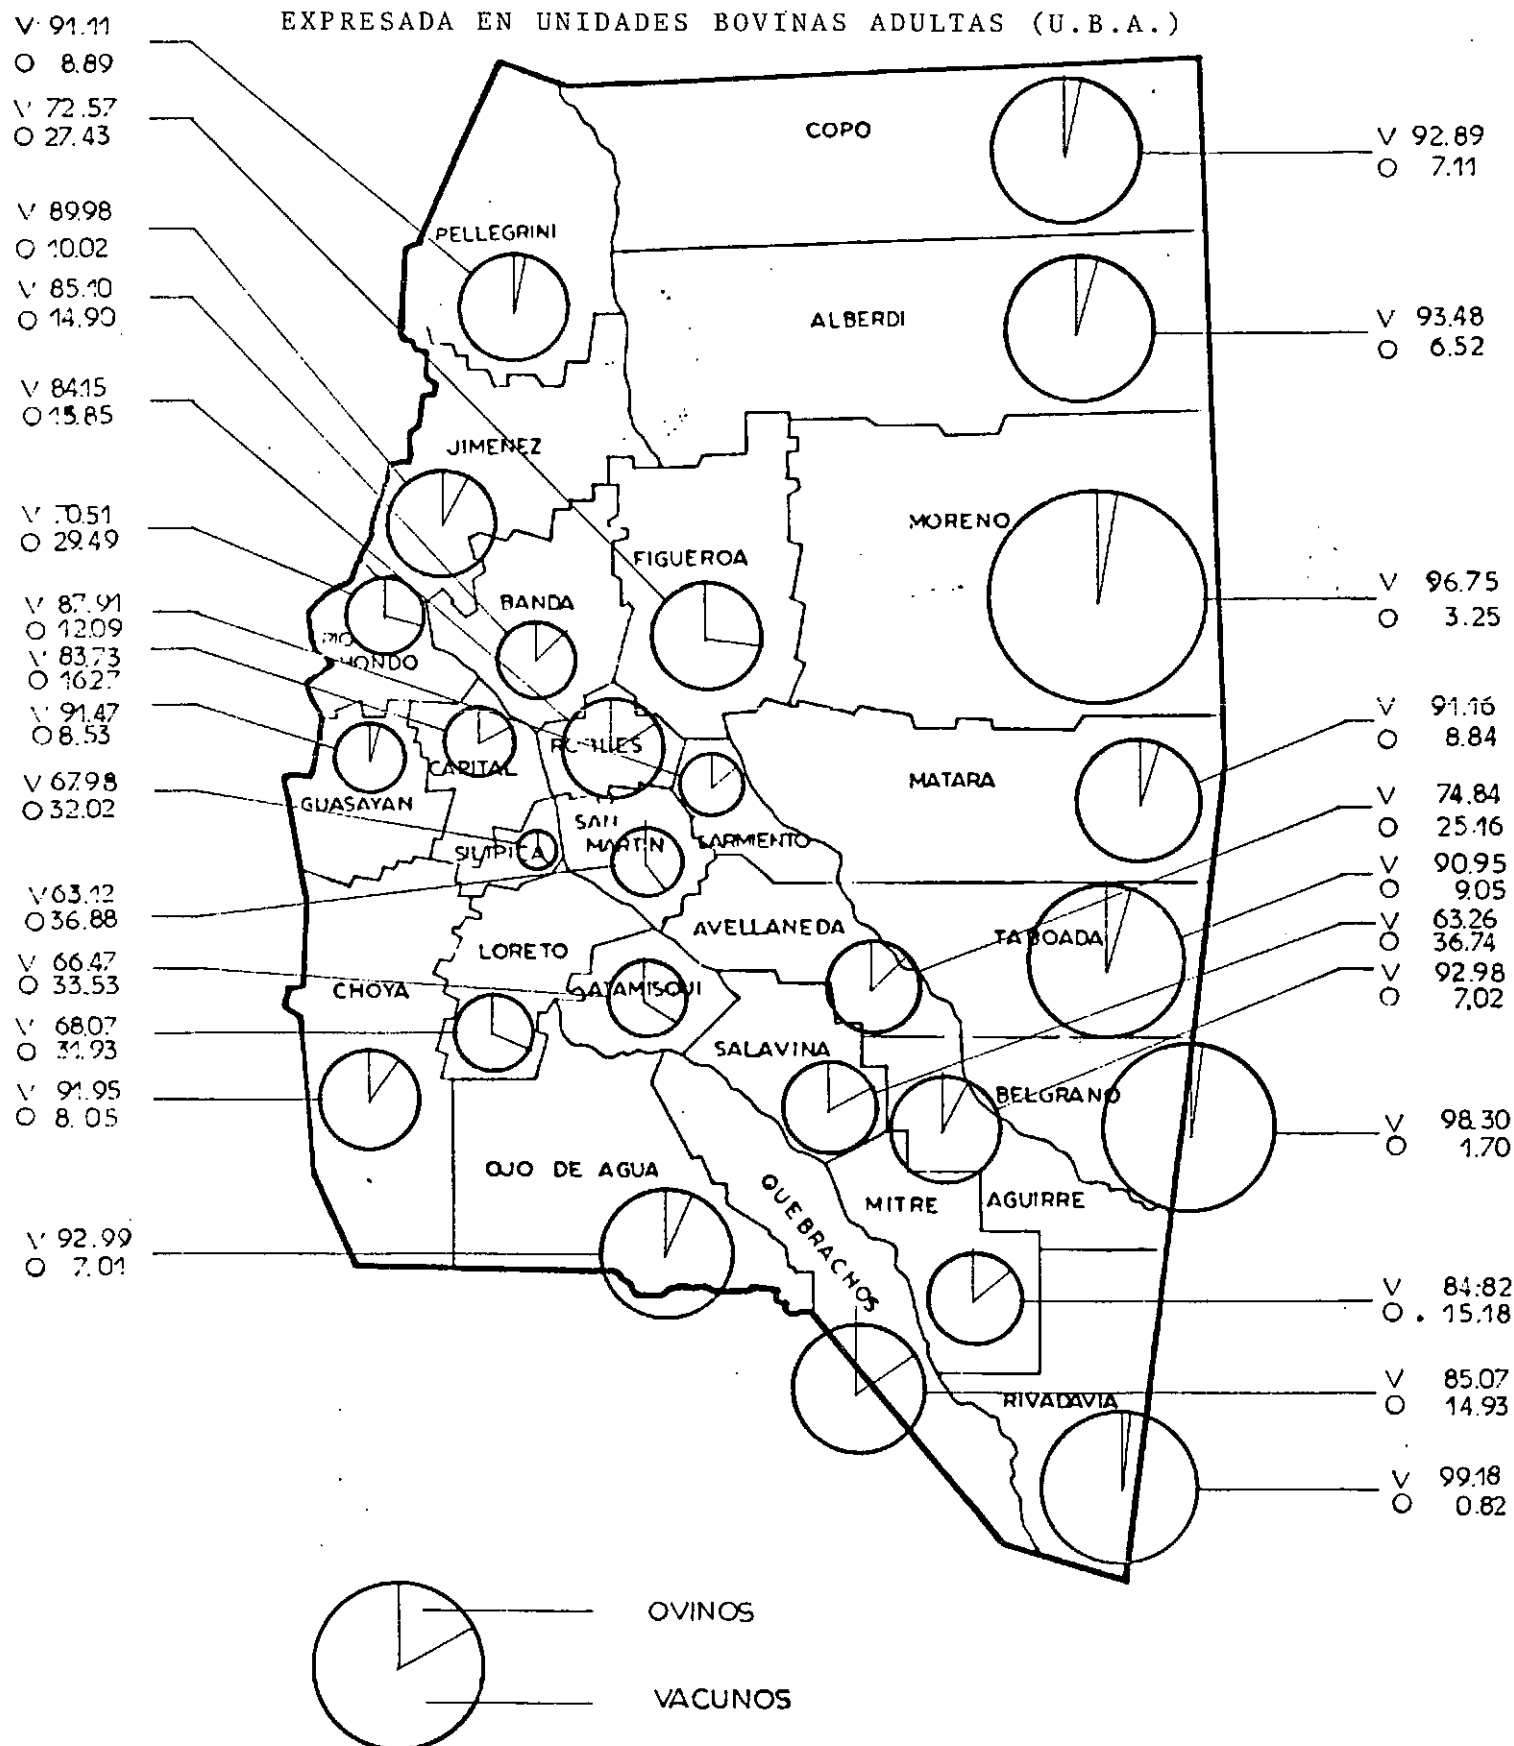 EXPRESADA EN UNIDADES BOVINAS ADULTAS (U.B.A.)
V 91.11
O 8.89
V 72.57
O 27.43
V 89.98
O 10.02
V 85.10
O 14.90
V 84.15
O 15.85
V .0.51
O 29.49
V 87.91
O 12.09
V 83.73
O 16.27
V 91.47
O 8.53
V 67.98
O 32.02
V 63.12
O 36.88
V 66.47
O 33.53
V 68.07
O 31.93
V 91.95
O 8.05
V 92.99
O 7.01
COPO
PELLEGRINI
ALBERDI
JIMENEZ
MORENO
FIGUEROA
BANDA
HONDO
CAPITAL
GUASAYAN
MATARA
SAN
MARTIN
SARMIENTO
AVELLANEDA
TABOADA
LORETO
CHOYA
ATAMISQUI
SALAVINA
BELGRANO
OJO DE AGUA
QUEBRACHOS
MITRE
AGUIRRE
RIVADAVIA
V 92.89
O 7.11
V 93.48
O 6.52
V 96.75
O 3.25
V 91.16
O 8.84
V 74.84
O 25.16
V 90.95
O 9.05
V 63.26
O 36.74
V 92.98
O 7.02
V 98.30
O 1.70
V 84.82
O 15.18
V 85.07
O 14.93
V 99.18
O 0.82
OVINOS
VACUNOS